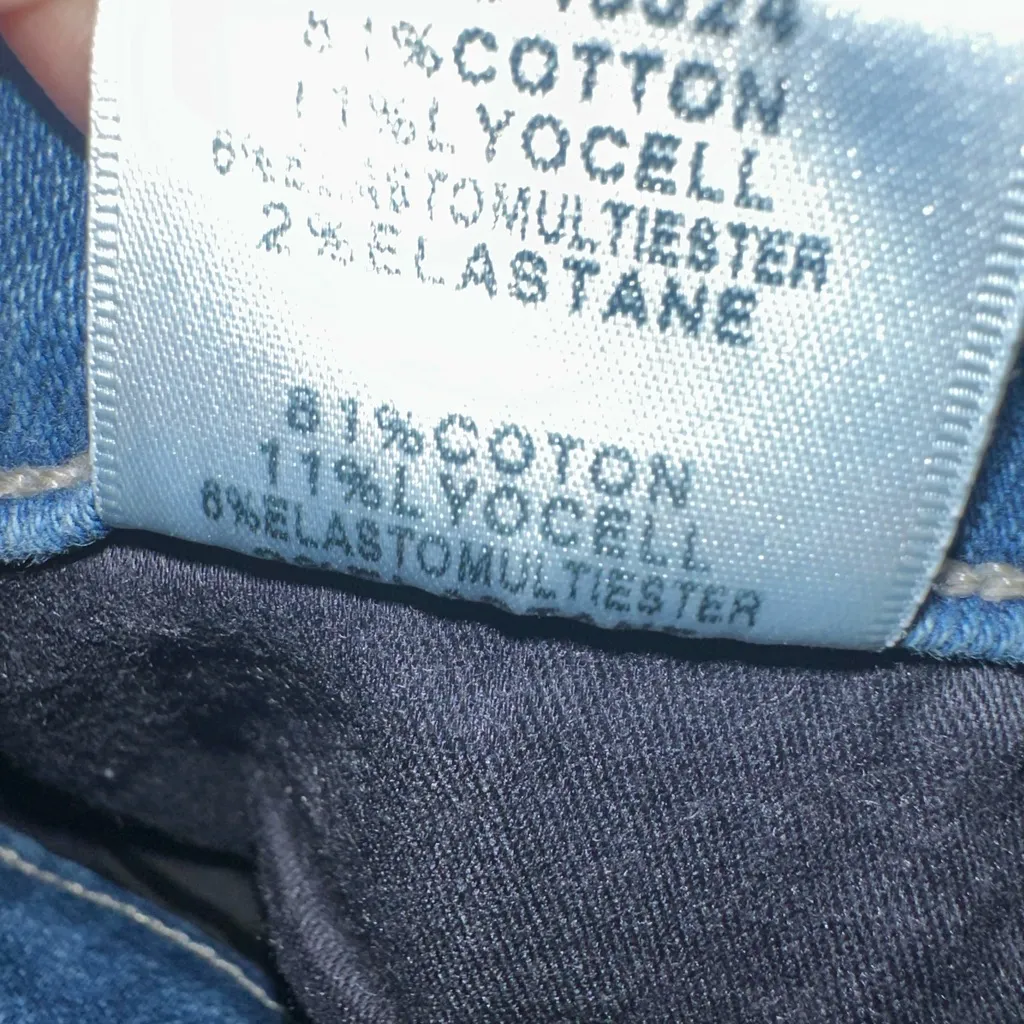 81%COTTON
11%LYOCELL
6%ELASTOMULTIESTER
2%ELASTANE
81%COTON
11%LYOCELL
6%ELASTOMULTIESTER